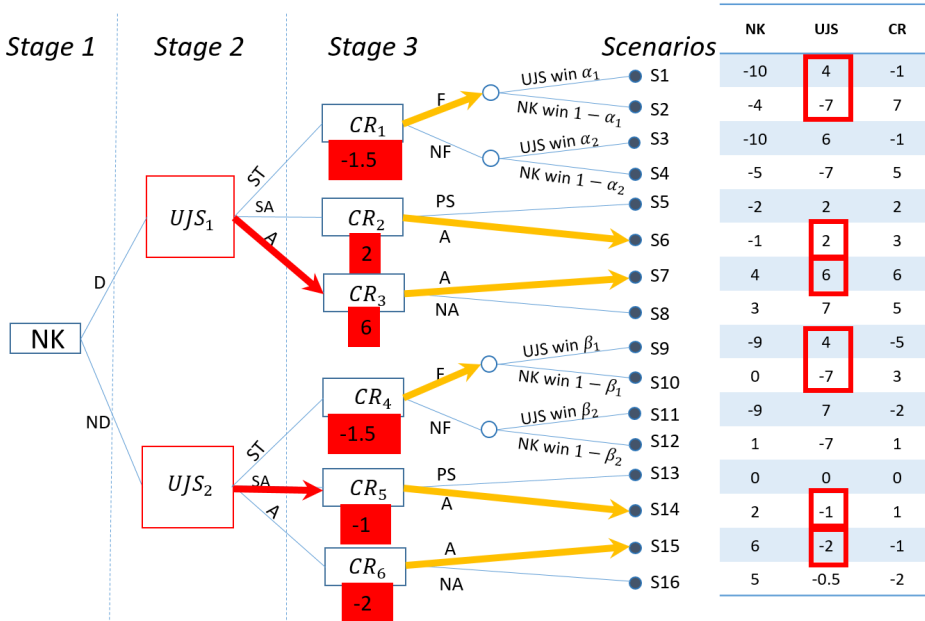 Stage 1
Stage 2
Stage 3
Scenarios
NK UJS CR
-10 4 -1
-4 -7 7
-10 6 -1
-5 -7 5
-2 2 2
-1 2 3
4 6 6
3 7 5
-9 4 -5
0 -7 3
-9 7 -2
1 -7 1
0 0 0
2 -1 1
6 -2 -1
5 -0.5 -2
NK
D
ND
UJS₁
ST
SA
A
UJS₂
ST
SA
A
CR₁
-1.5
F
NF
CR₂
2
PS
A
CR₃
6
A
NA
CR₄
-1.5
F
NF
CR₅
-1
PS
A
CR₆
-2
A
NA
UJS win α₁
NK win 1 − α₁
UJS win α₂
NK win 1 − α₂
UJS win β₁
NK win 1 − β₁
UJS win β₂
NK win 1 − β₂
S1
S2
S3
S4
S5
S6
S7
S8
S9
S10
S11
S12
S13
S14
S15
S16